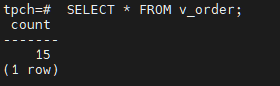 tpch=#  SELECT * FROM v_order;
 count
-------
    15
(1 row)